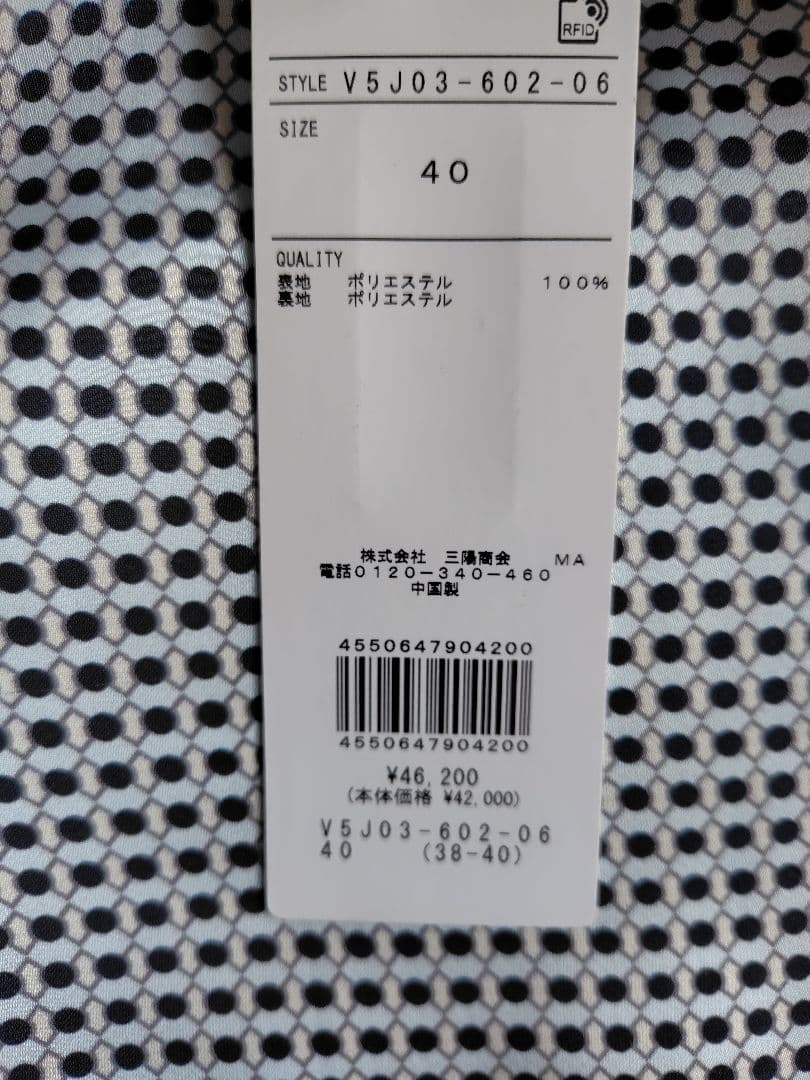 RFID
STYLE V5J03-602-06
SIZE
40
QUALITY
表地 ポリエステル 100%
裏地 ポリエステル
株式会社 三陽商会 MA
電話0120-340-460
中国製
4550647904200
4550647904200
¥46,200
(本体価格 ¥42,000)
V5J03-602-06
40 (38-40)